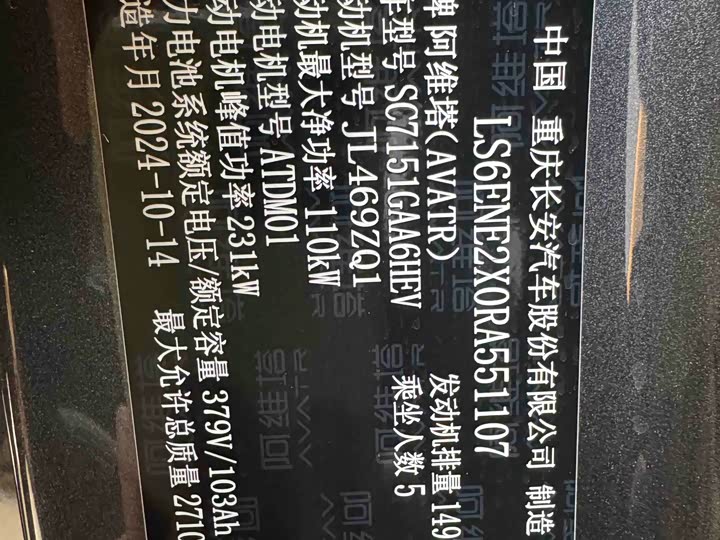 中国 重庆长安汽车股份有限公司 制造
LS6ENE2X0RA551107
牌 阿维塔(AVATR) 发动机排量 149
车型号 SC7151GAA6HEV 乘坐人数 5
动机型号 JL469ZQ1
动机最大净功率 110kW
动电机型号 ATDM01
动电机峰值功率 231kW
力电池系统额定电压/额定容量 379V/103Ah
造年月 2024-10-14 最大允许总质量 2710